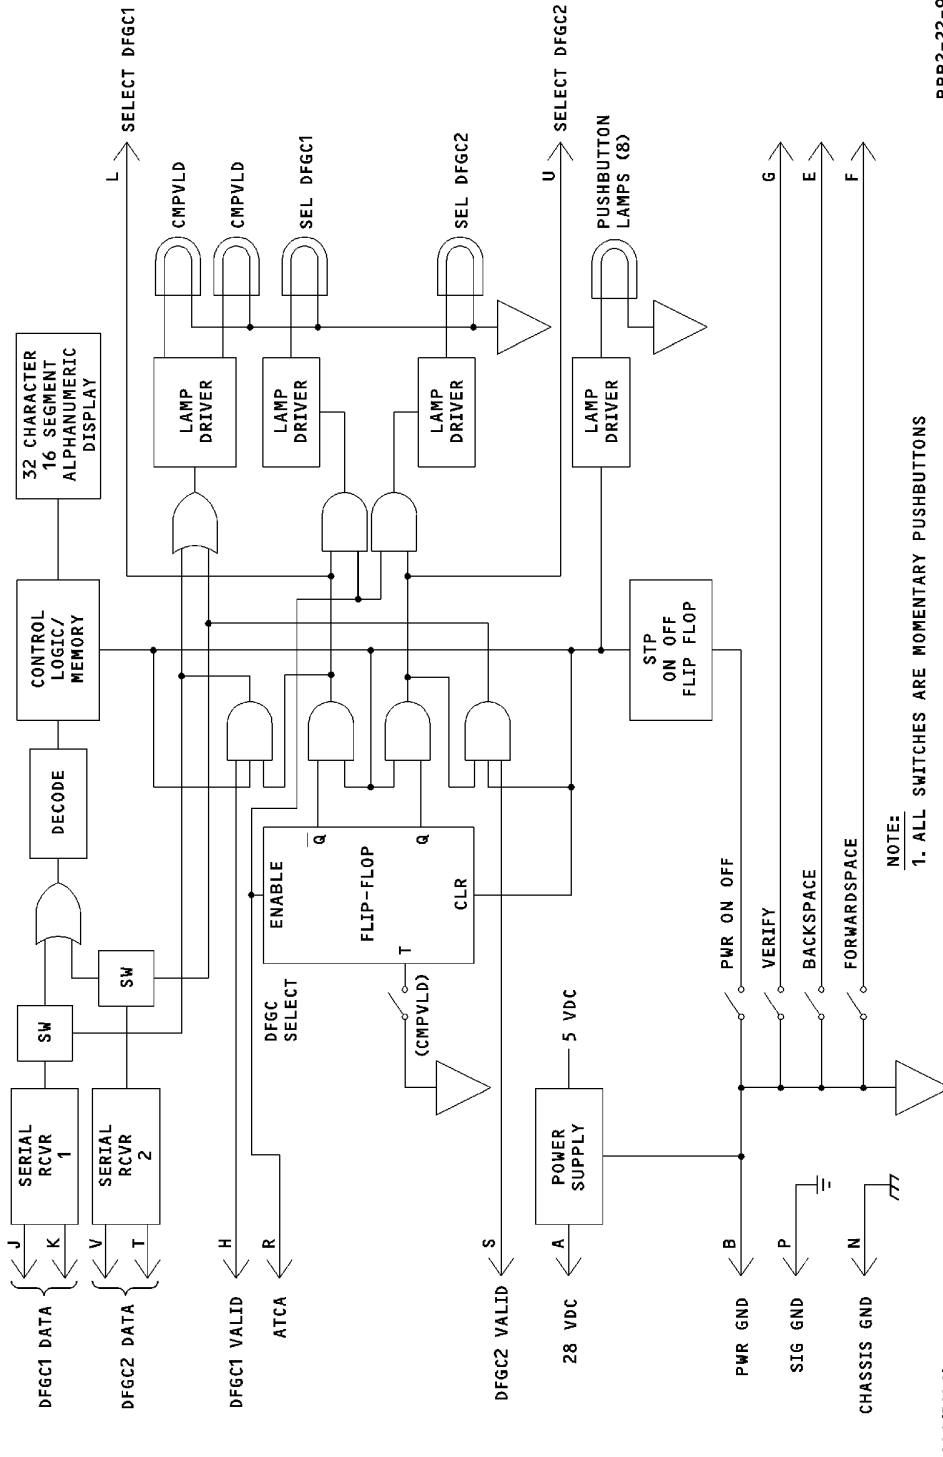 DFGC1 DATA
J
K
DFGC2 DATA
V
T
SERIAL
RCVR
1
SERIAL
RCVR
2
SW
SW
DECODE
CONTROL
LOGIC/
MEMORY
32 CHARACTER
16 SEGMENT
ALPHANUMERIC
DISPLAY
L
SELECT DFGC1
DFGC1 VALID
H
ATCA
R
DFGC
SELECT
ENABLE
FLIP-FLOP
T
CLR
Q
Q
(CMPVLD)
LAMP
DRIVER
CMPVLD
CMPVLD
LAMP
DRIVER
SEL DFGC1
LAMP
DRIVER
SEL DFGC2
DFGC2 VALID
S
U
SELECT DFGC2
28 VDC
A
POWER
SUPPLY
5 VDC
LAMP
DRIVER
PUSHBUTTON
LAMPS (8)
STP
ON OFF
FLIP FLOP
PWR GND
B
PWR ON OFF
SIG GND
P
VERIFY
G
BACKSPACE
E
CHASSIS GND
N
FORWARDSPACE
F
NOTE:
1. ALL SWITCHES ARE MOMENTARY PUSHBUTTONS